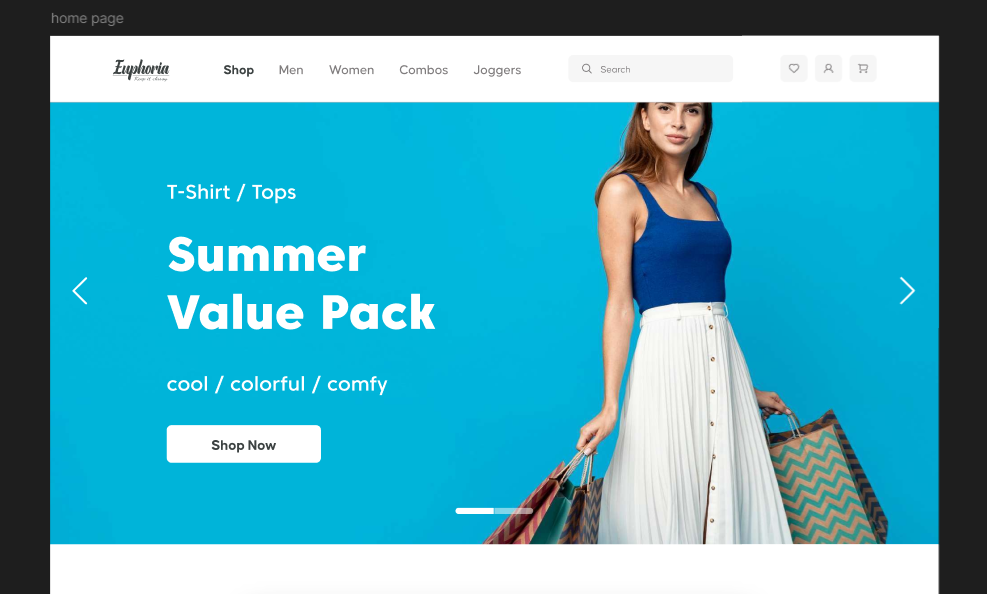 home page
Euphoria
Shop
Men
Women
Combos
Joggers
Search
T-Shirt / Tops
Summer
Value Pack
cool / colorful / comfy
Shop Now